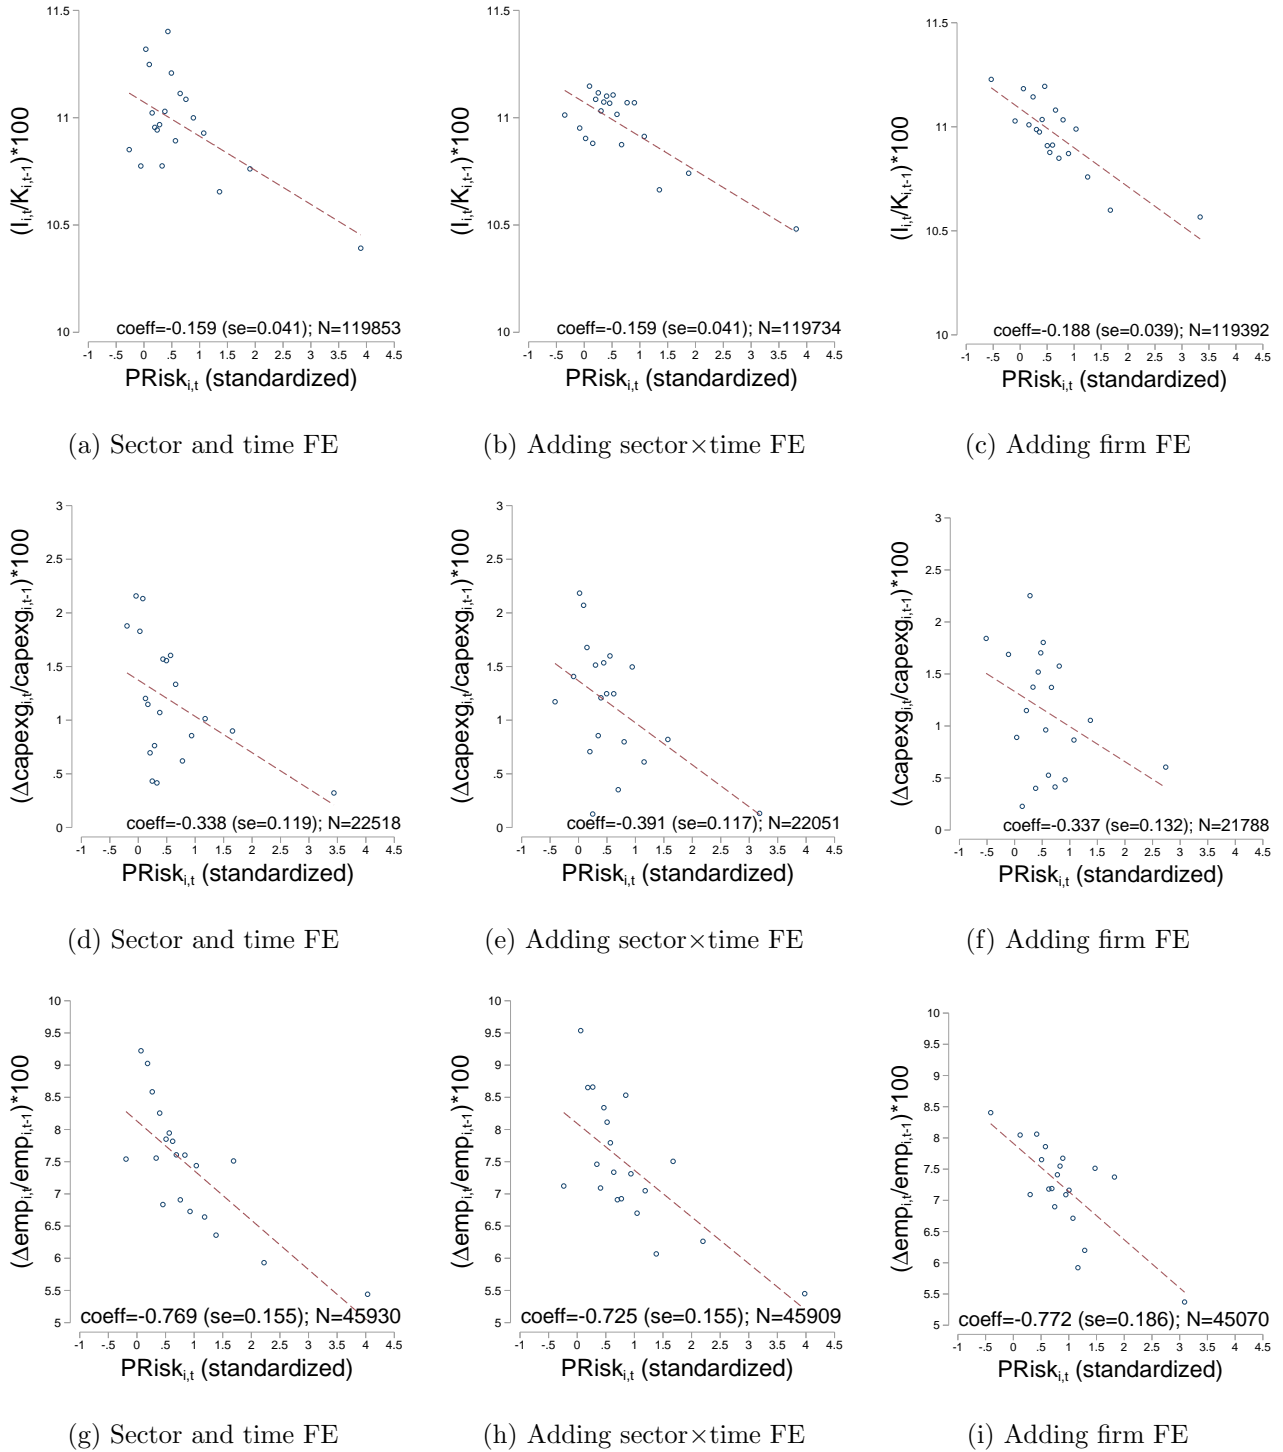 (I_{i,t}/K_{i,t-1})*100
11.5
11
10.5
10
coeff=-0.159 (se=0.041); N=119853
-1 -.5 0 .5 1 1.5 2 2.5 3 3.5 4 4.5
PRisk_{i,t} (standardized)
(a) Sector and time FE
(I_{i,t}/K_{i,t-1})*100
11.5
11
10.5
10
coeff=-0.159 (se=0.041); N=119734
-1 -.5 0 .5 1 1.5 2 2.5 3 3.5 4 4.5
PRisk_{i,t} (standardized)
(b) Adding sector×time FE
(I_{i,t}/K_{i,t-1})*100
11.5
11
10.5
10
coeff=-0.188 (se=0.039); N=119392
-1 -.5 0 .5 1 1.5 2 2.5 3 3.5 4 4.5
PRisk_{i,t} (standardized)
(c) Adding firm FE
(Δcapexg_{i,t}/capexg_{i,t-1})*100
3
2.5
2
1.5
1
.5
0
coeff=-0.338 (se=0.119); N=22518
-1 -.5 0 .5 1 1.5 2 2.5 3 3.5 4 4.5
PRisk_{i,t} (standardized)
(d) Sector and time FE
(Δcapexg_{i,t}/capexg_{i,t-1})*100
3
2.5
2
1.5
1
.5
0
coeff=-0.391 (se=0.117); N=22051
-1 -.5 0 .5 1 1.5 2 2.5 3 3.5 4 4.5
PRisk_{i,t} (standardized)
(e) Adding sector×time FE
(Δcapexg_{i,t}/capexg_{i,t-1})*100
3
2.5
2
1.5
1
.5
0
coeff=-0.337 (se=0.132); N=21788
-1 -.5 0 .5 1 1.5 2 2.5 3 3.5 4 4.5
PRisk_{i,t} (standardized)
(f) Adding firm FE
(Δemp_{i,t}/emp_{i,t-1})*100
10
9.5
9
8.5
8
7.5
7
6.5
6
5.5
5
coeff=-0.769 (se=0.155); N=45930
-1 -.5 0 .5 1 1.5 2 2.5 3 3.5 4 4.5
PRisk_{i,t} (standardized)
(g) Sector and time FE
(Δemp_{i,t}/emp_{i,t-1})*100
10
9.5
9
8.5
8
7.5
7
6.5
6
5.5
5
coeff=-0.725 (se=0.155); N=45909
-1 -.5 0 .5 1 1.5 2 2.5 3 3.5 4 4.5
PRisk_{i,t} (standardized)
(h) Adding sector×time FE
(Δemp_{i,t}/emp_{i,t-1})*100
10
9.5
9
8.5
8
7.5
7
6.5
6
5.5
5
coeff=-0.772 (se=0.186); N=45070
-1 -.5 0 .5 1 1.5 2 2.5 3 3.5 4 4.5
PRisk_{i,t} (standardized)
(i) Adding firm FE